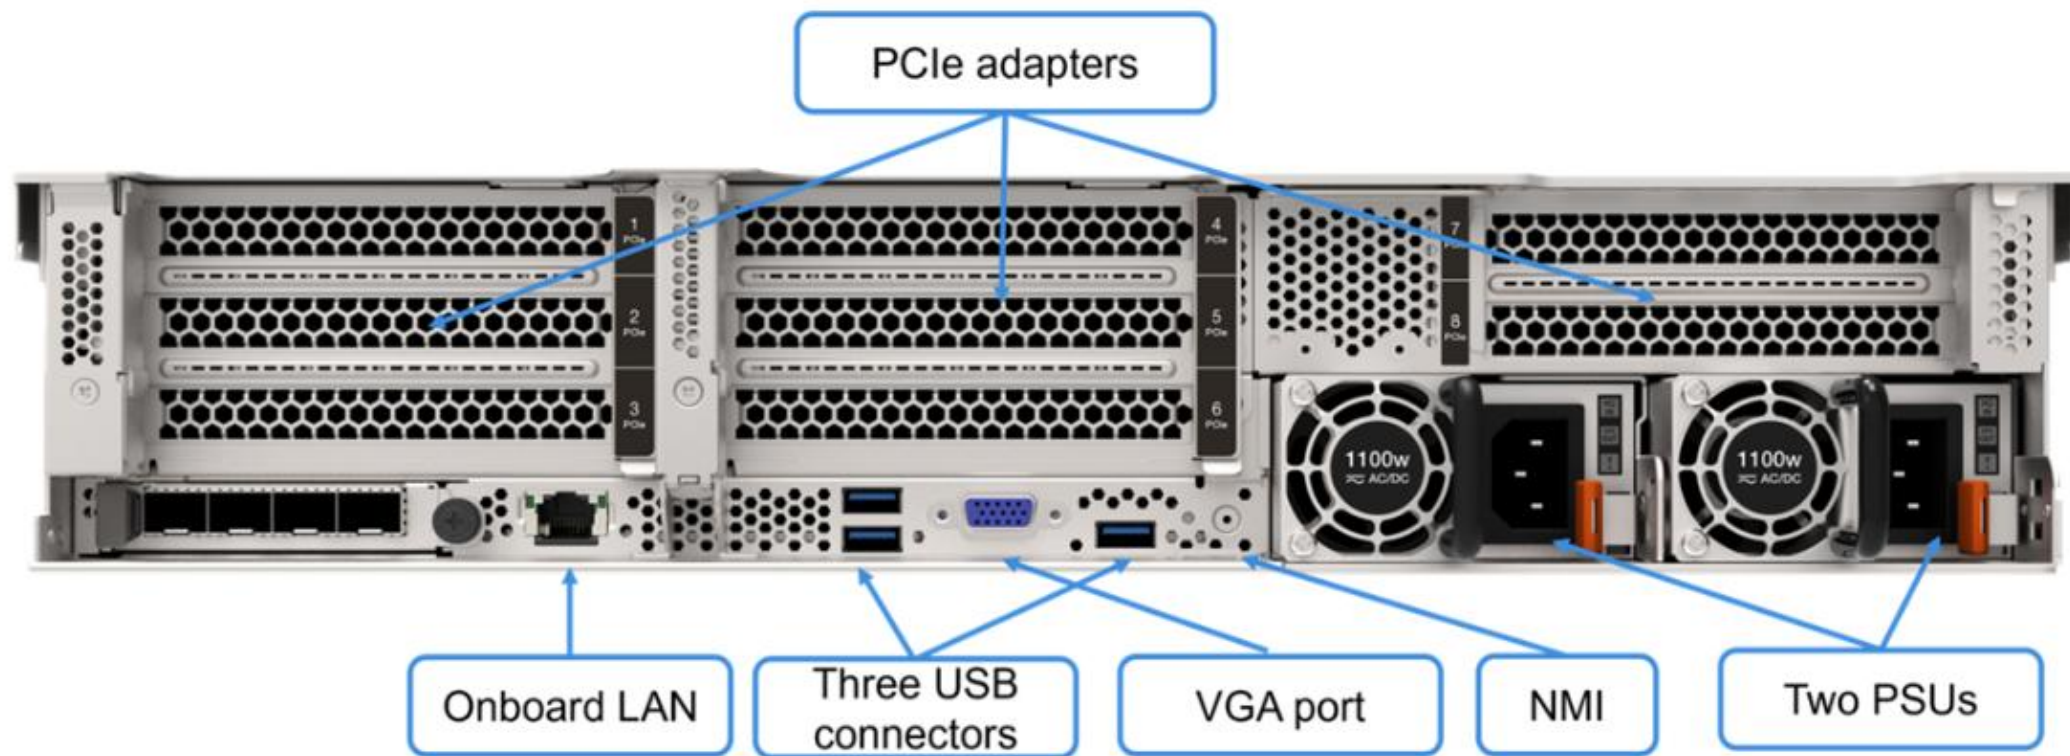 PCIe adapters
1
PCIe
2
PCIe
3
PCIe
4
PCIe
5
PCIe
6
PCIe
7
PCIe
8
PCIe
1100w
AC/DC
1100w
AC/DC
Onboard LAN
Three USB
connectors
VGA port
NMI
Two PSUs